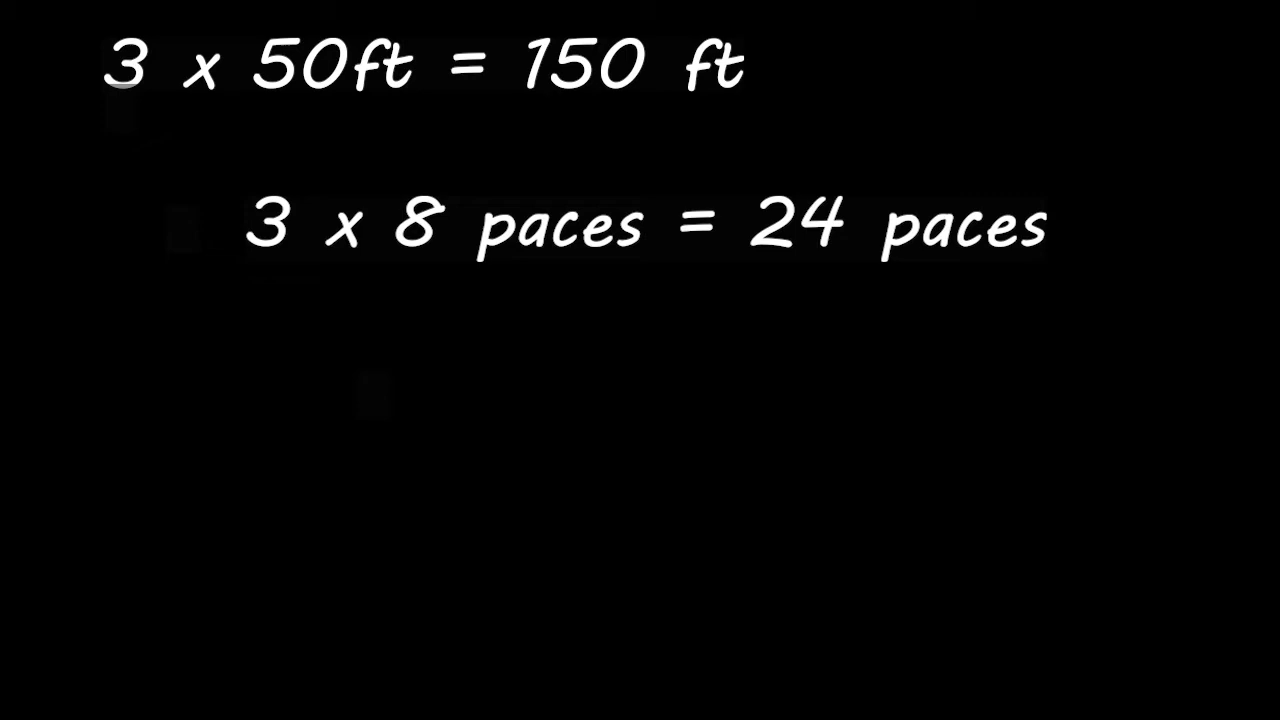 3 x 50ft = 150 ft
3 x 8 paces = 24 paces